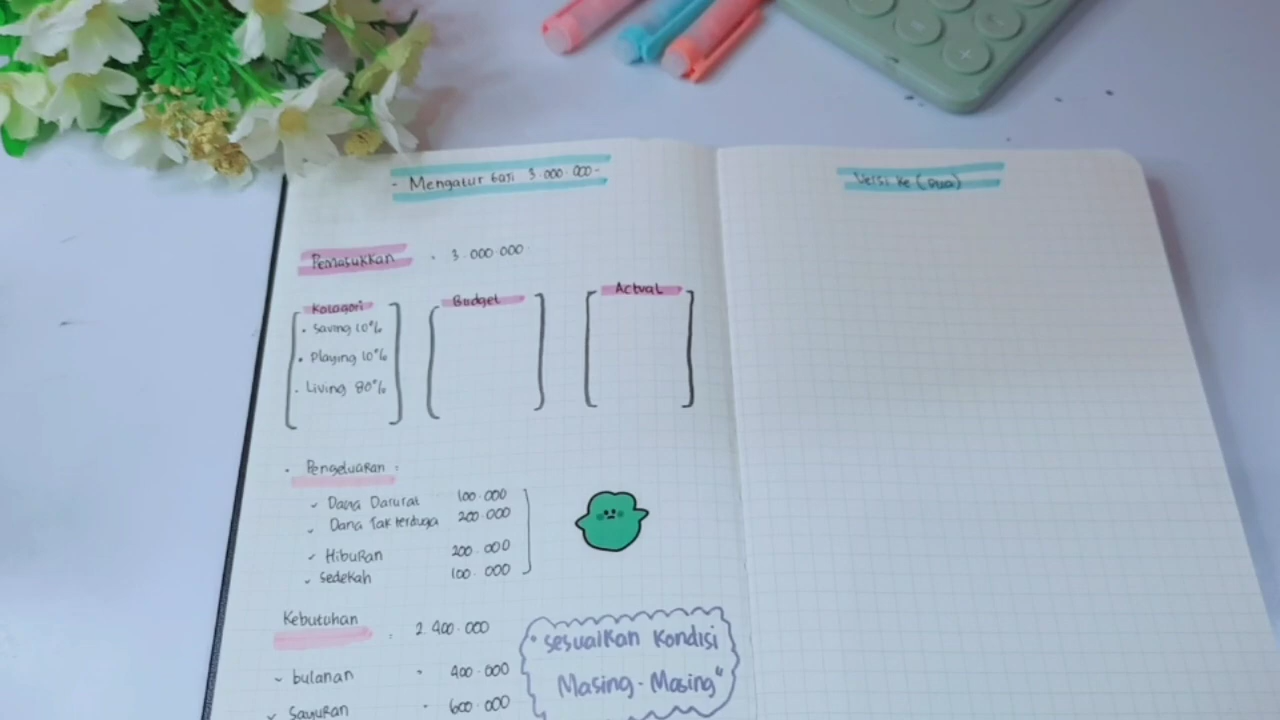 - Mengatur Gaji 3.000.000-
Versi Ke (Dua)
Pemasukkan : 3.000.000
Katagori Budget Actual
• Saving 10%
• Playing 10%
• Living 80%
• Pengeluaran :
Dana Darurat 100.000
Dana Tak terduga 200.000
Hiburan 200.000
Sedekah 100.000
Kebutuhan : 2.400.000
bulanan = 400.000
Sayuran = 600.000
"Sesuaikan Kondisi
Masing-Masing"